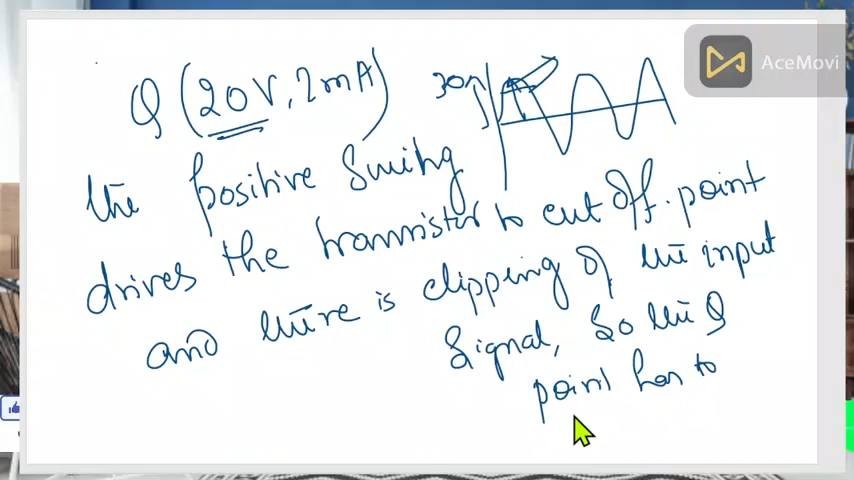 Q (20V, 2mA)
30V
the positive swing
drives the transistor to cut off point
and there is clipping of the input
signal, so the Q
point has to
AceMovi